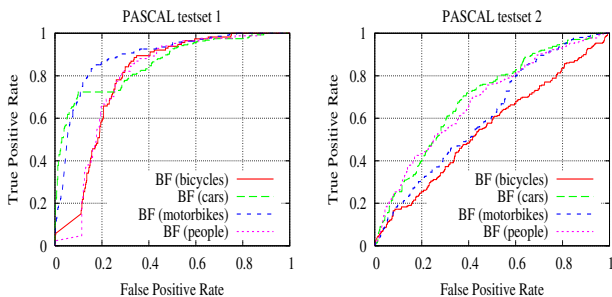 PASCAL testset 1
True Positive Rate
1
0.8
0.6
0.4
0.2
0
BF (bicycles)
BF (cars)
BF (motorbikes)
BF (people)
0 0.2 0.4 0.6 0.8 1
False Positive Rate
PASCAL testset 2
True Positive Rate
1
0.8
0.6
0.4
0.2
0
BF (bicycles)
BF (cars)
BF (motorbikes)
BF (people)
0 0.2 0.4 0.6 0.8 1
False Positive Rate